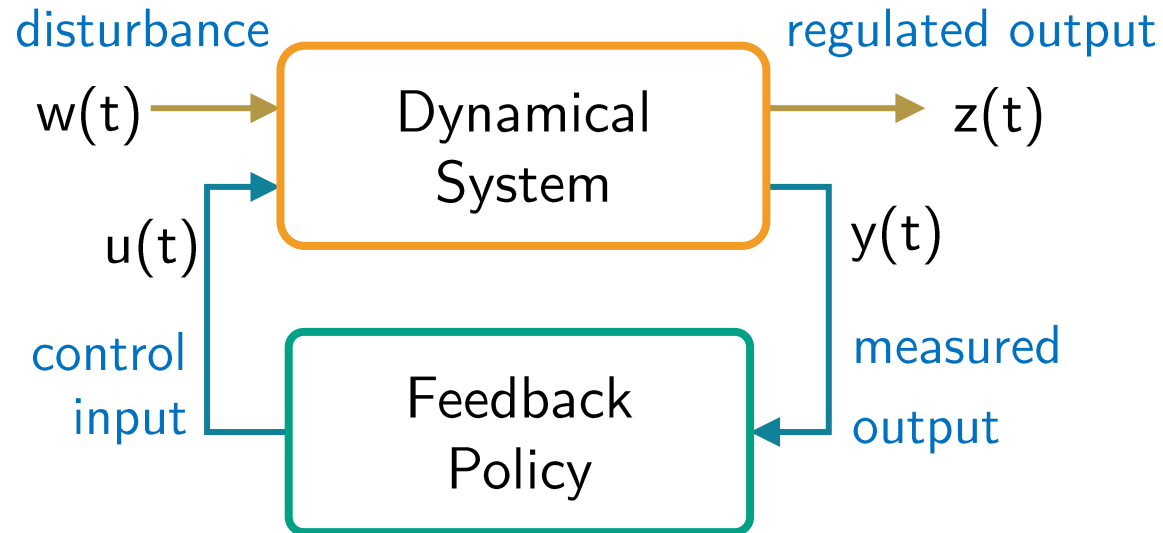 disturbance
regulated output
w(t)
Dynamical
System
z(t)
u(t)
y(t)
control
input
measured
output
Feedback
Policy